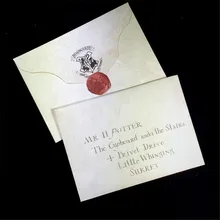 Mr H Potter
The Cupboard under the Stairs
4 Privet Drive
Little Whinging
Surrey